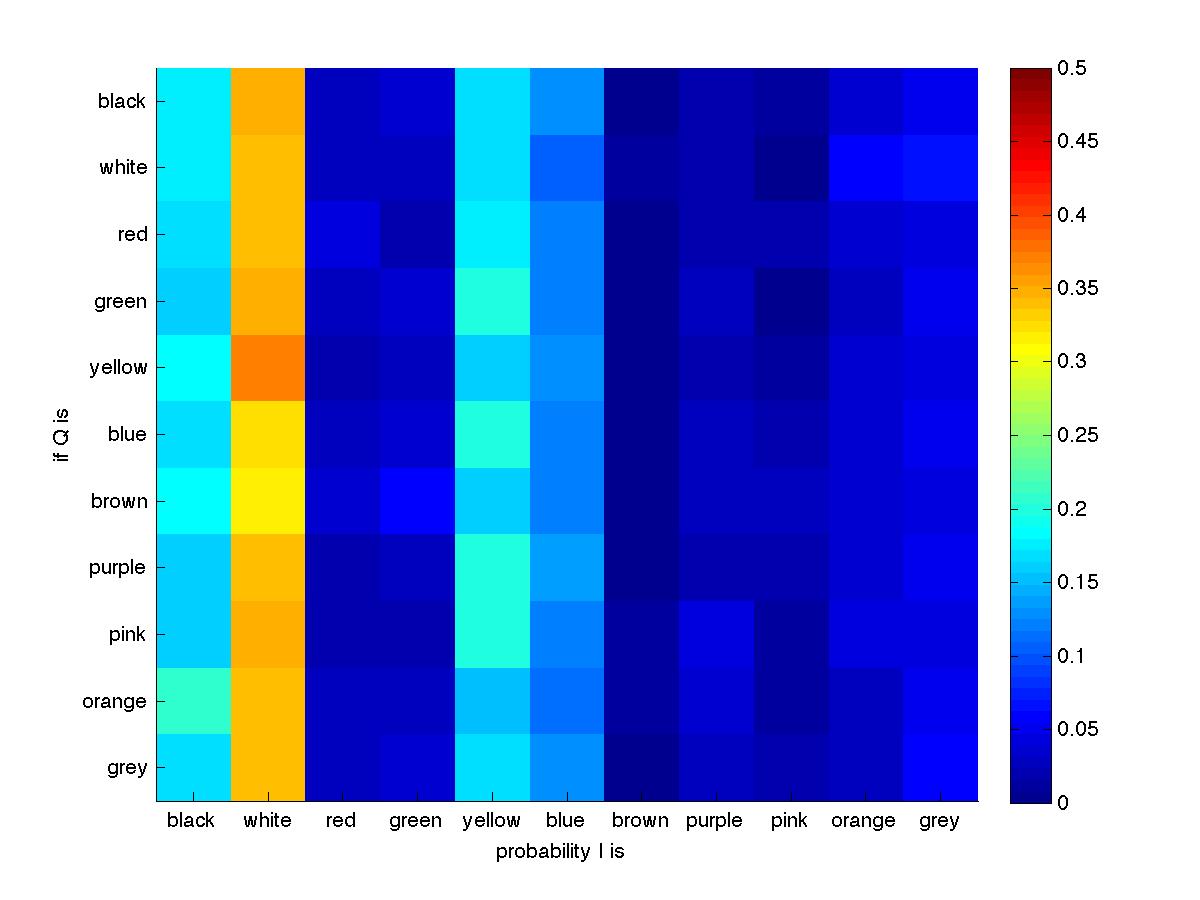 black
white
red
green
yellow
blue
brown
purple
pink
orange
grey
if Q is
black white red green yellow blue brown purple pink orange grey
probability I is
0.5
0.45
0.4
0.35
0.3
0.25
0.2
0.15
0.1
0.05
0